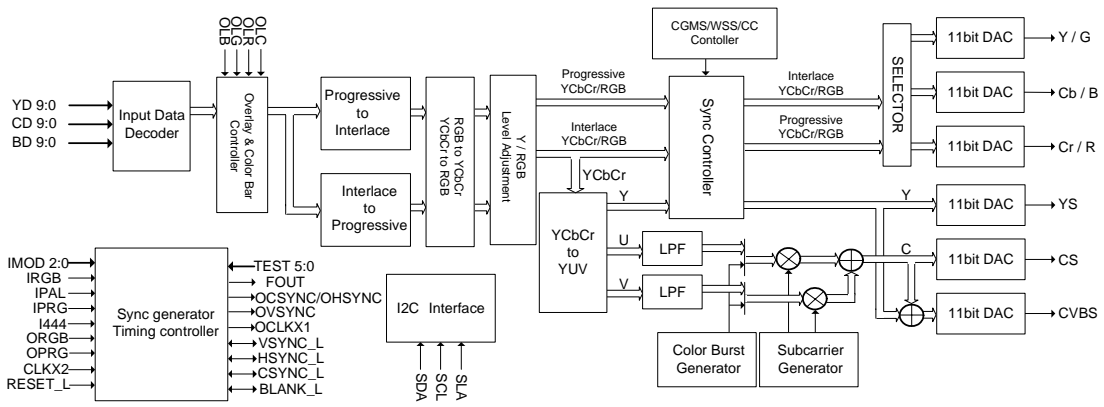 OLB
OLG
OLR
OLC
CGMS/WSS/CC
Contoller
YD 9:0
CD 9:0
BD 9:0
Input Data
Decoder
Overlay & Color Bar
Controller
Progressive
to
Interlace
Interlace
to
Progressive
RGB to YCbCr
YCbCr to RGB
Y / RGB
Level Adjustment
Progressive
YCbCr/RGB
Interlace
YCbCr/RGB
YCbCr
Sync Controller
Interlace
YCbCr/RGB
Progressive
YCbCr/RGB
SELECTOR
11bit DAC
Y / G
11bit DAC
Cb / B
11bit DAC
Cr / R
YCbCr
to
YUV
Y
U
V
LPF
LPF
Y
11bit DAC
YS
C
11bit DAC
CS
11bit DAC
CVBS
Color Burst
Generator
Subcarrier
Generator
IMOD 2:0
IRGB
IPAL
IPRG
I444
ORGB
OPRG
CLKX2
RESET_L
Sync generator
Timing controller
TEST 5:0
FOUT
OCSYNC/OHSYNC
OVSYNC
OCLKX1
VSYNC_L
HSYNC_L
CSYNC_L
BLANK_L
I2C Interface
SDA
SCL
SLA